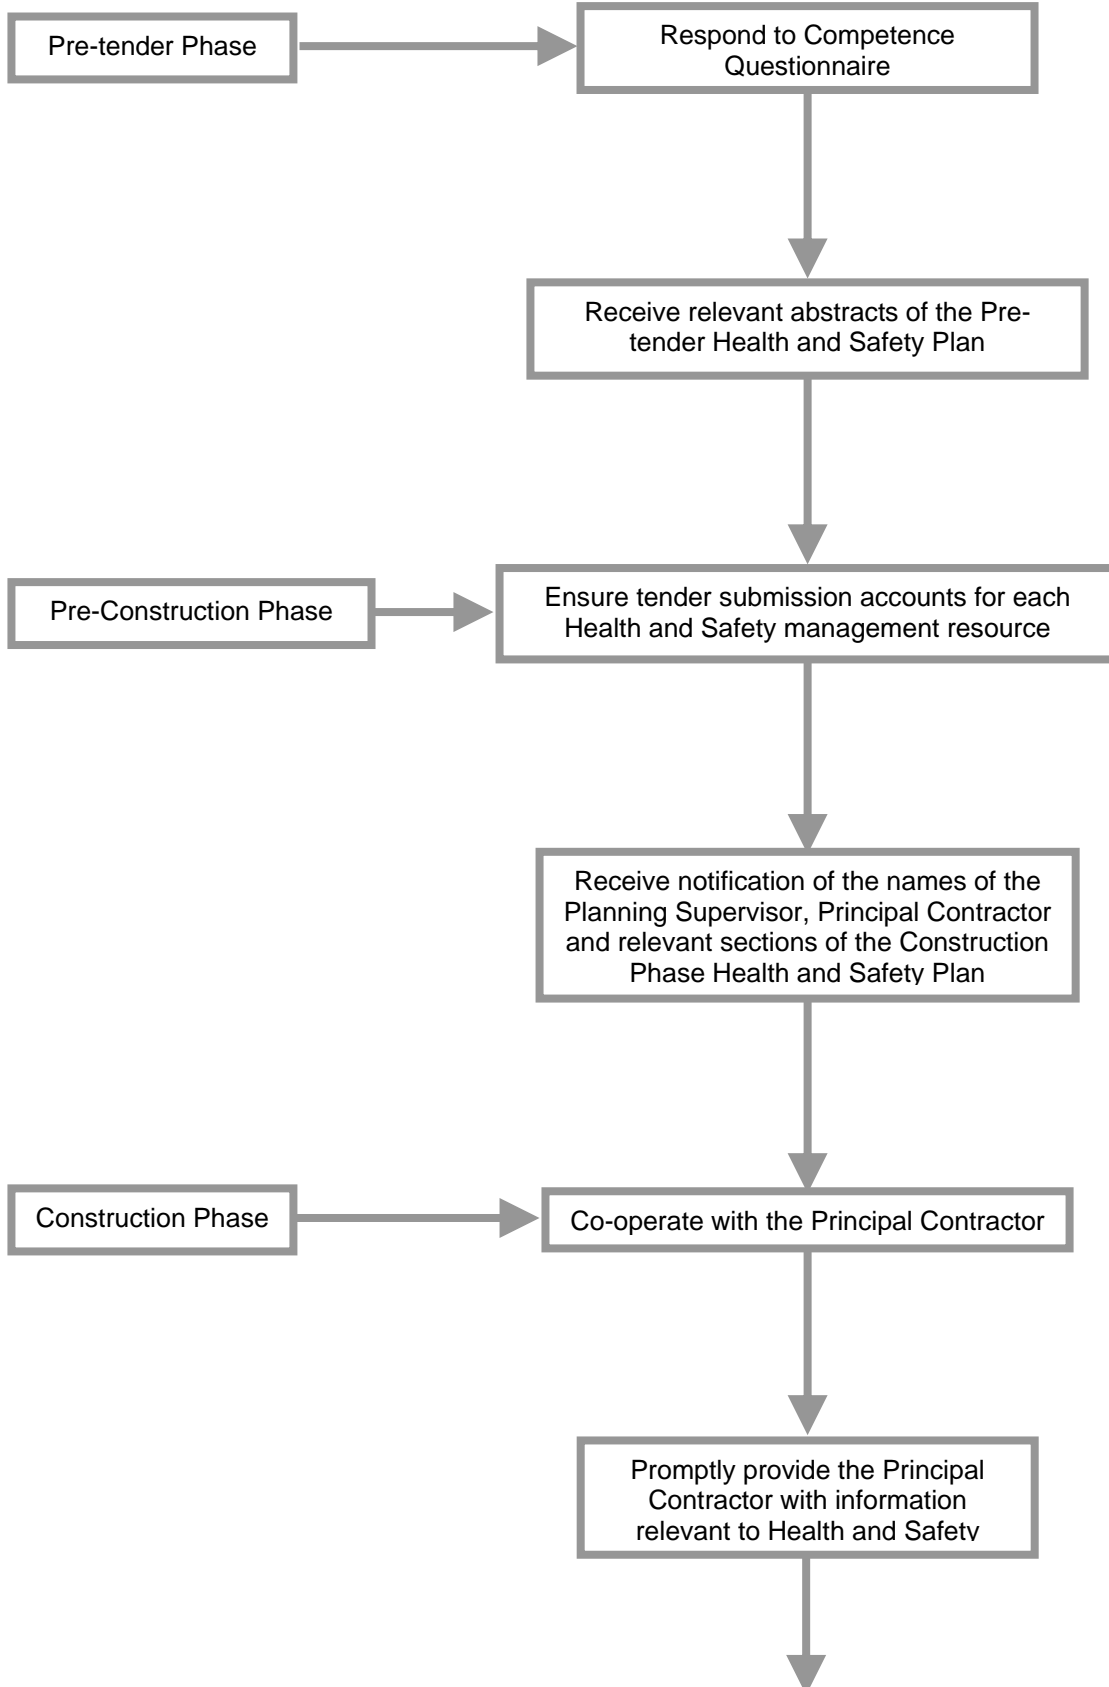 Pre-tender Phase
Respond to Competence
Questionnaire
Receive relevant abstracts of the Pre-
tender Health and Safety Plan
Pre-Construction Phase
Ensure tender submission accounts for each
Health and Safety management resource
Receive notification of the names of the
Planning Supervisor, Principal Contractor
and relevant sections of the Construction
Phase Health and Safety Plan
Construction Phase
Co-operate with the Principal Contractor
Promptly provide the Principal
Contractor with information
relevant to Health and Safety